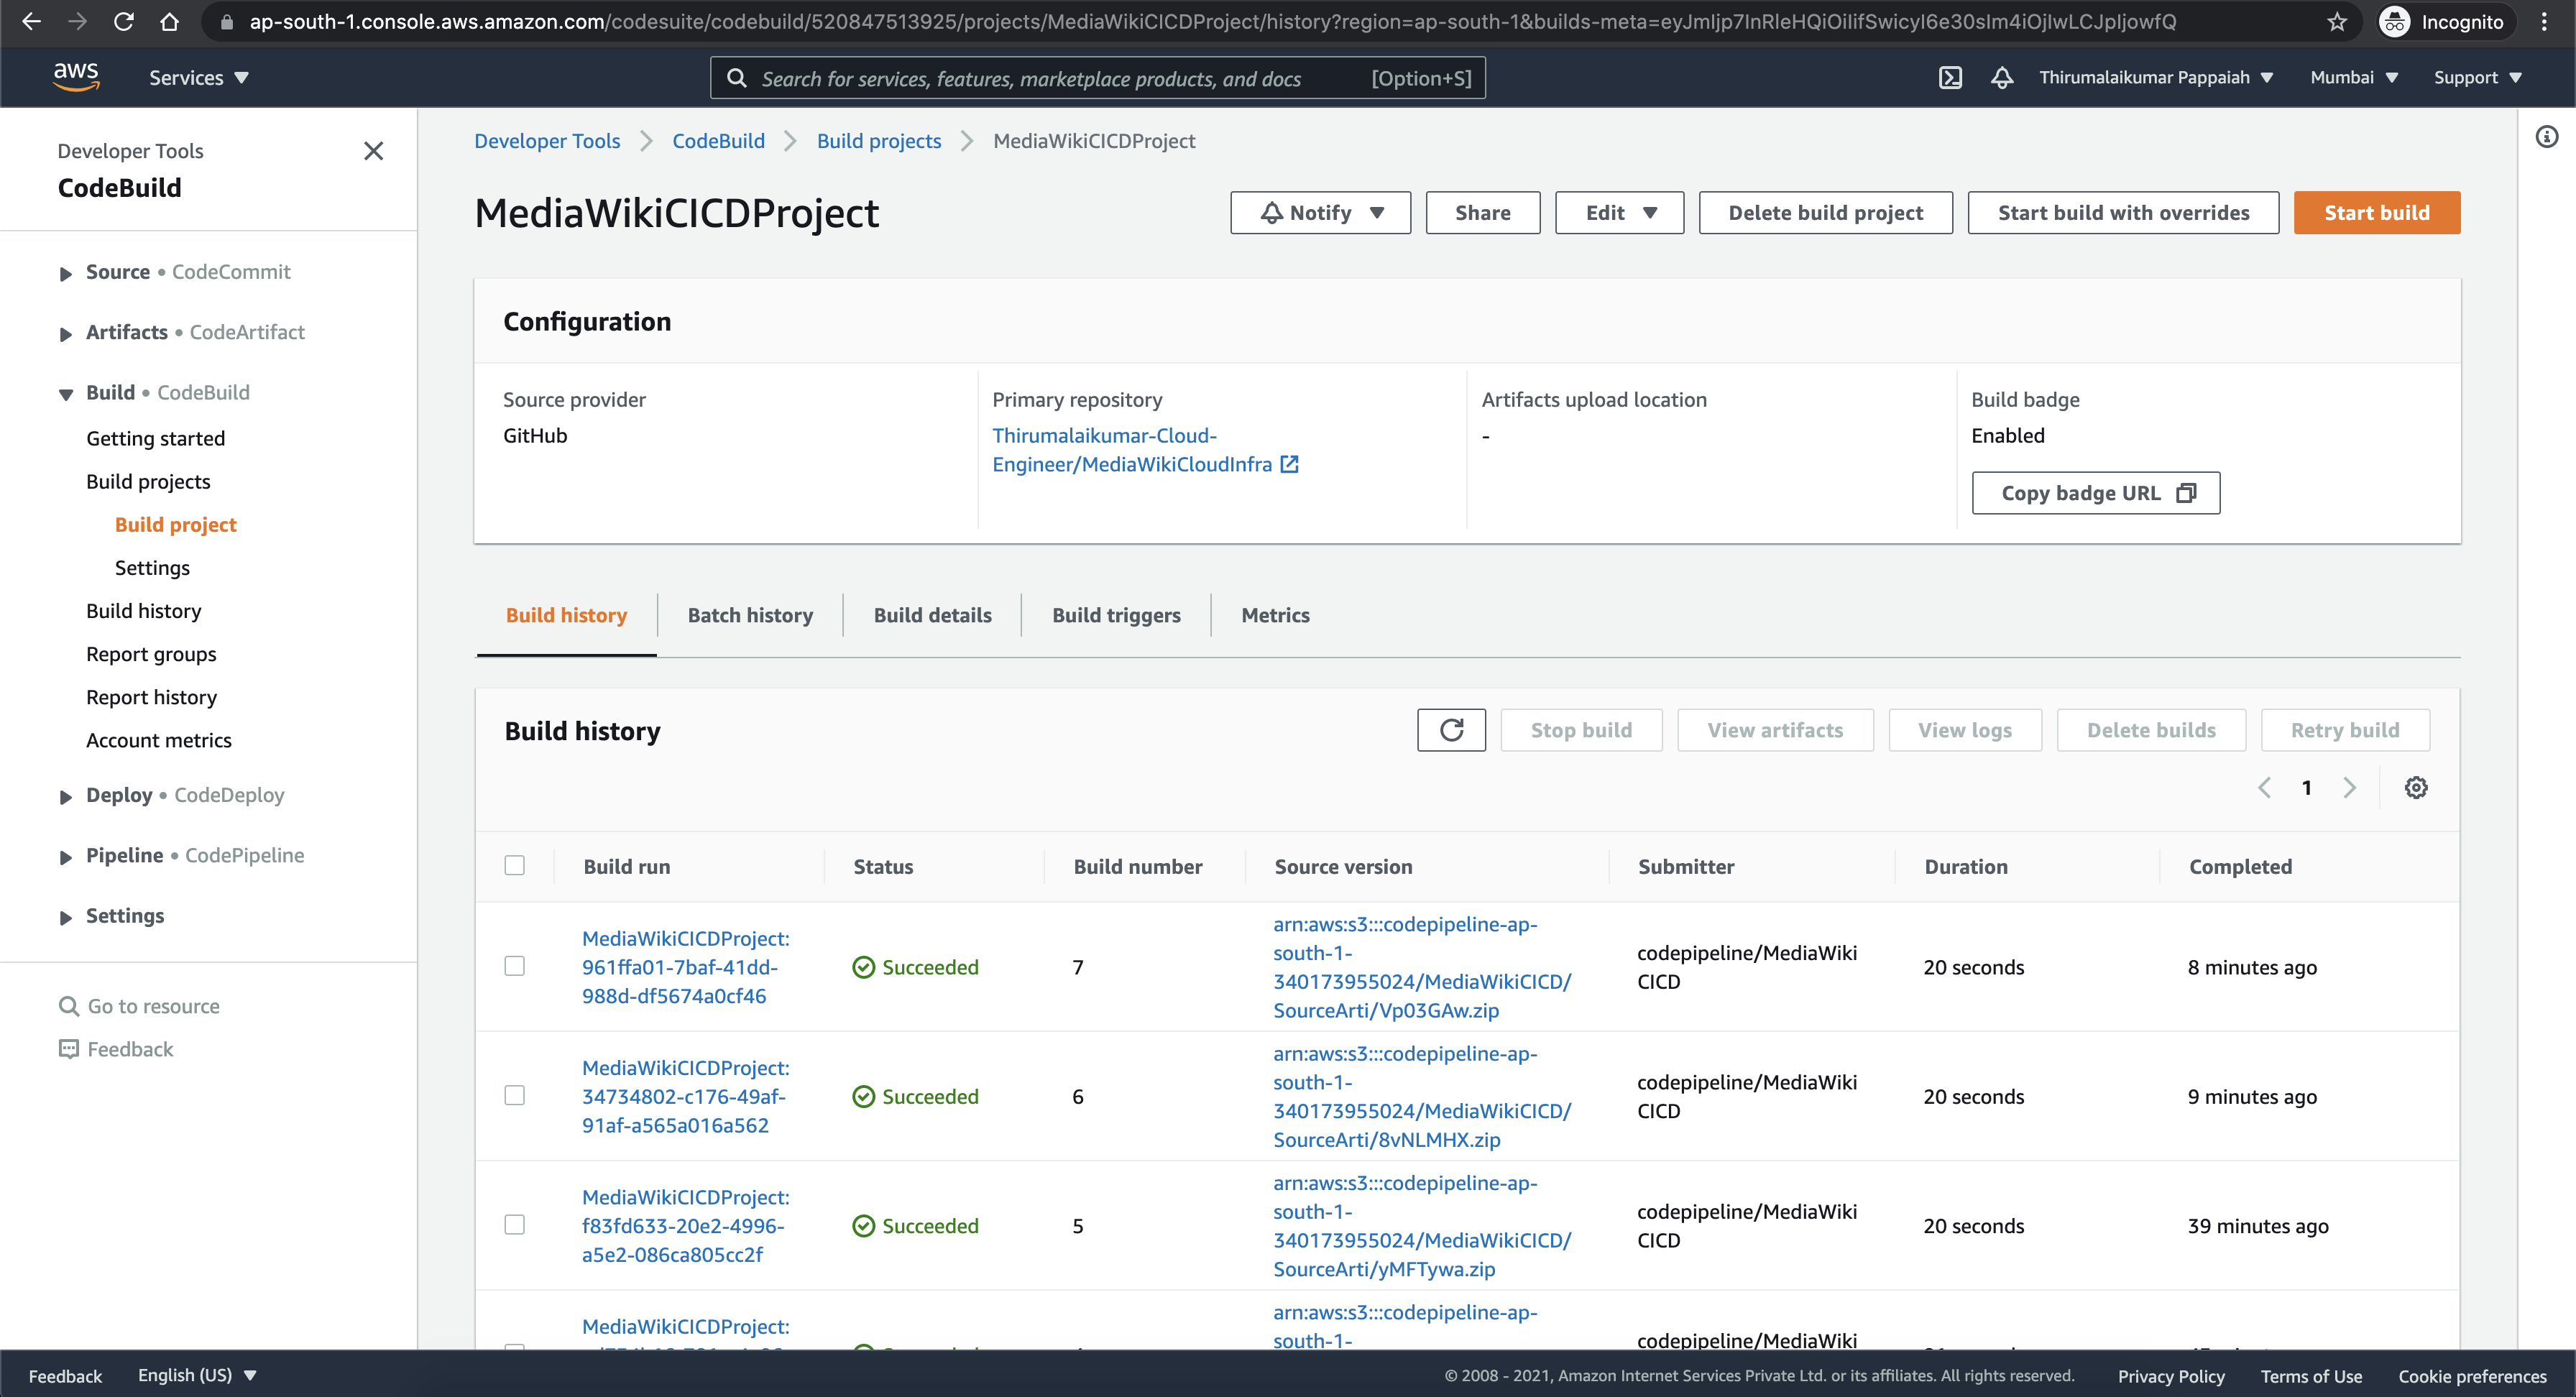 ap-south-1.console.aws.amazon.com/codesuite/codebuild/520847513925/projects/MediaWikiCICDProject/history?region=ap-south-1&builds-meta=eyJmIjp7InRleHQiOiIifSwicyI6e30sIm4iOjIwLCJpIjowfQ
Incognito
aws
Services
Search for services, features, marketplace products, and docs
[Option+S]
Thirumalaikumar Pappaiah
Mumbai
Support
Developer Tools
CodeBuild
Source • CodeCommit
Artifacts • CodeArtifact
Build • CodeBuild
Getting started
Build projects
Build project
Settings
Build history
Report groups
Report history
Account metrics
Deploy • CodeDeploy
Pipeline • CodePipeline
Settings
Go to resource
Feedback
Developer Tools
CodeBuild
Build projects
MediaWikiCICDProject
MediaWikiCICDProject
Notify
Share
Edit
Delete build project
Start build with overrides
Start build
Configuration
Source provider
GitHub
Primary repository
Thirumalaikumar-Cloud-
Engineer/MediaWikiCloudInfra
Artifacts upload location
-
Build badge
Enabled
Copy badge URL
Build history
Batch history
Build details
Build triggers
Metrics
Build history
Stop build
View artifacts
View logs
Delete builds
Retry build
1
Build run
Status
Build number
Source version
Submitter
Duration
Completed
MediaWikiCICDProject:
961ffa01-7baf-41dd-
988d-df5674a0cf46
Succeeded
7
arn:aws:s3:::codepipeline-ap-
south-1-
340173955024/MediaWikiCICD/
SourceArti/Vp03GAw.zip
codepipeline/MediaWiki
CICD
20 seconds
8 minutes ago
MediaWikiCICDProject:
34734802-c176-49af-
91af-a565a016a562
Succeeded
6
arn:aws:s3:::codepipeline-ap-
south-1-
340173955024/MediaWikiCICD/
SourceArti/8vNLMHX.zip
codepipeline/MediaWiki
CICD
20 seconds
9 minutes ago
MediaWikiCICDProject:
f83fd633-20e2-4996-
a5e2-086ca805cc2f
Succeeded
5
arn:aws:s3:::codepipeline-ap-
south-1-
340173955024/MediaWikiCICD/
SourceArti/yMFTywa.zip
codepipeline/MediaWiki
CICD
20 seconds
39 minutes ago
MediaWikiCICDProject:
arn:aws:s3:::codepipeline-ap-
south-1-
codepipeline/MediaWiki
Feedback
English (US)
© 2008 - 2021, Amazon Internet Services Private Ltd. or its affiliates. All rights reserved.
Privacy Policy
Terms of Use
Cookie preferences